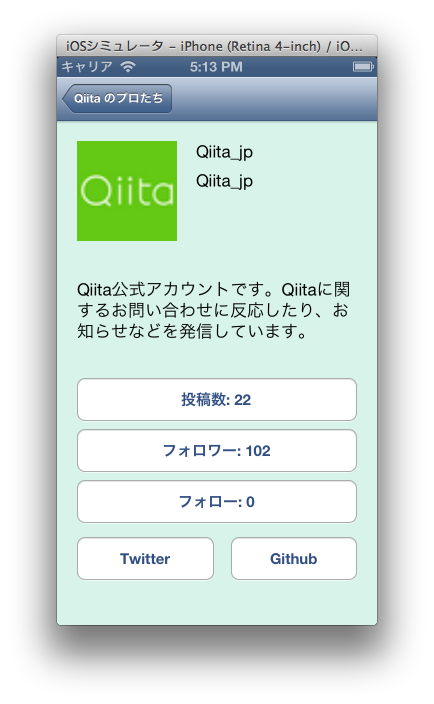 iOSシミュレータ – iPhone (Retina 4-inch) / iO...
キャリア 5:13 PM
Qiita のプロたち
Qiita
Qiita_jp
Qiita_jp
Qiita公式アカウントです。Qiitaに関
するお問い合わせに反応したり、お
知らせなどを発信しています。
投稿数: 22
フォロワー: 102
フォロー: 0
Twitter
Github